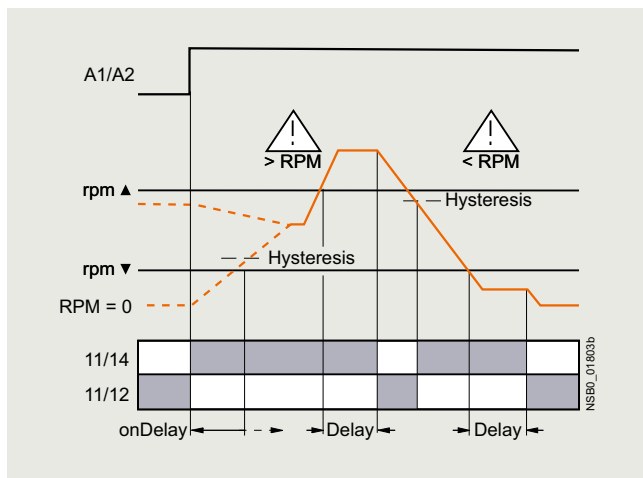 A1/A2
> RPM
< RPM
rpm ▲
Hysteresis
Hysteresis
rpm ▼
RPM = 0
11/14
11/12
onDelay
Delay
Delay
NSB0_01803b